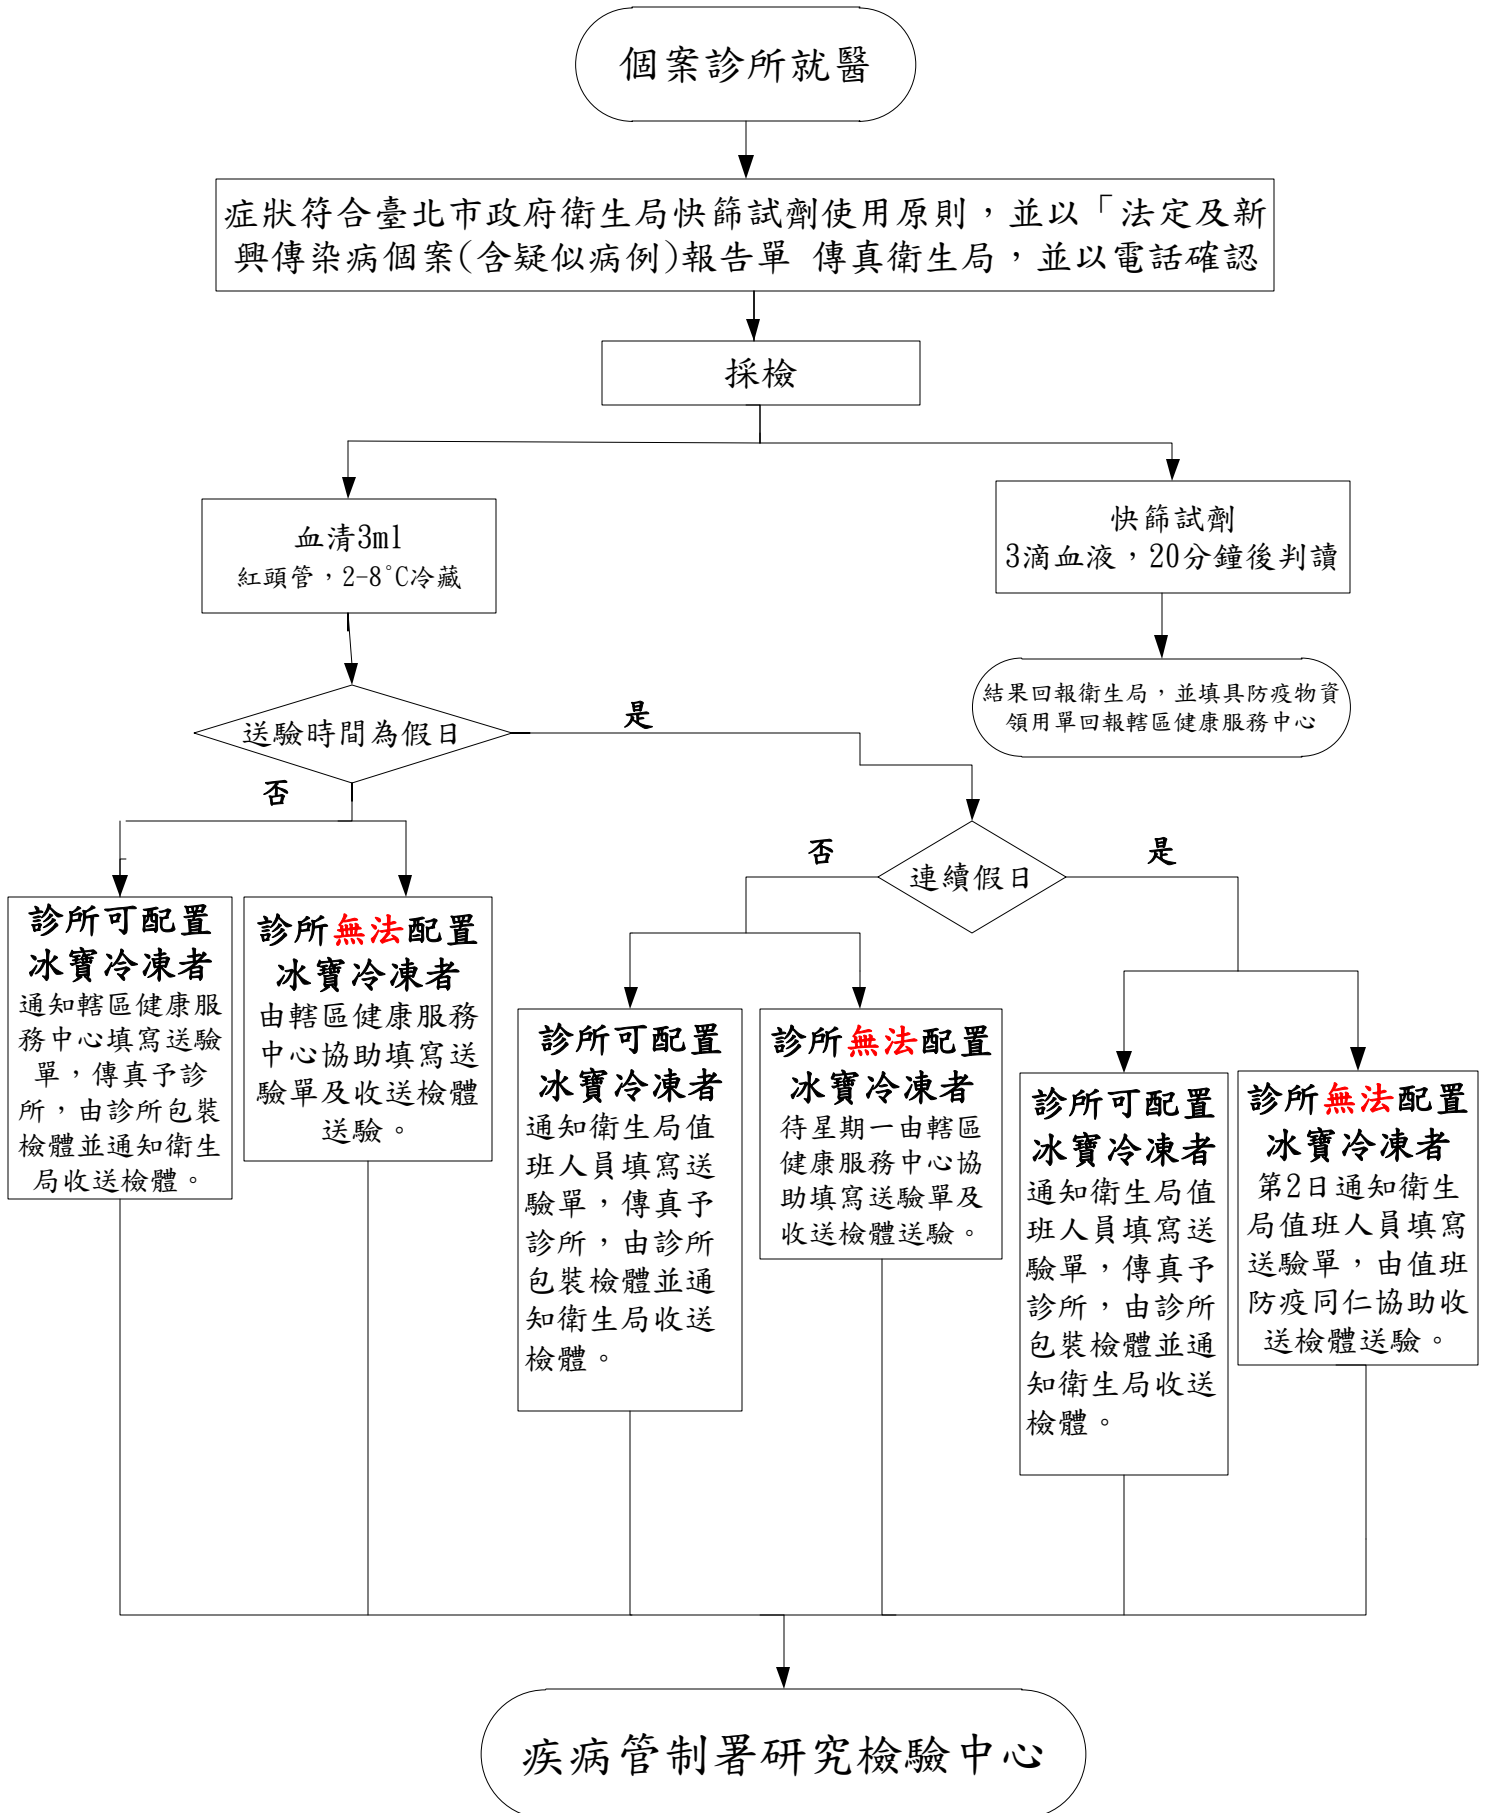 個案診所就醫
症狀符合臺北市政府衛生局快篩試劑使用原則，並以「法定及新
興傳染病個案(含疑似病例)報告單 傳真衛生局，並以電話確認
採檢
血清3ml
紅頭管，2-8°C冷藏
快篩試劑
3滴血液，20分鐘後判讀
結果回報衛生局，並填具防疫物資
領用單回報轄區健康服務中心
送驗時間為假日
是
否
連續假日
否
是
診所可配置
冰寶冷凍者
通知轄區健康服
務中心填寫送驗
單，傳真予診
所，由診所包裝
檢體並通知衛生
局收送檢體。
診所無法配置
冰寶冷凍者
由轄區健康服務
中心協助填寫送
驗單及收送檢體
送驗。
診所可配置
冰寶冷凍者
通知衛生局值
班人員填寫送
驗單，傳真予
診所，由診所
包裝檢體並通
知衛生局收送
檢體。
診所無法配置
冰寶冷凍者
待星期一由轄區
健康服務中心協
助填寫送驗單及
收送檢體送驗。
診所可配置
冰寶冷凍者
通知衛生局值
班人員填寫送
驗單，傳真予
診所，由診所
包裝檢體並通
知衛生局收送
檢體。
診所無法配置
冰寶冷凍者
第2日通知衛生
局值班人員填寫
送驗單，由值班
防疫同仁協助收
送檢體送驗。
疾病管制署研究檢驗中心